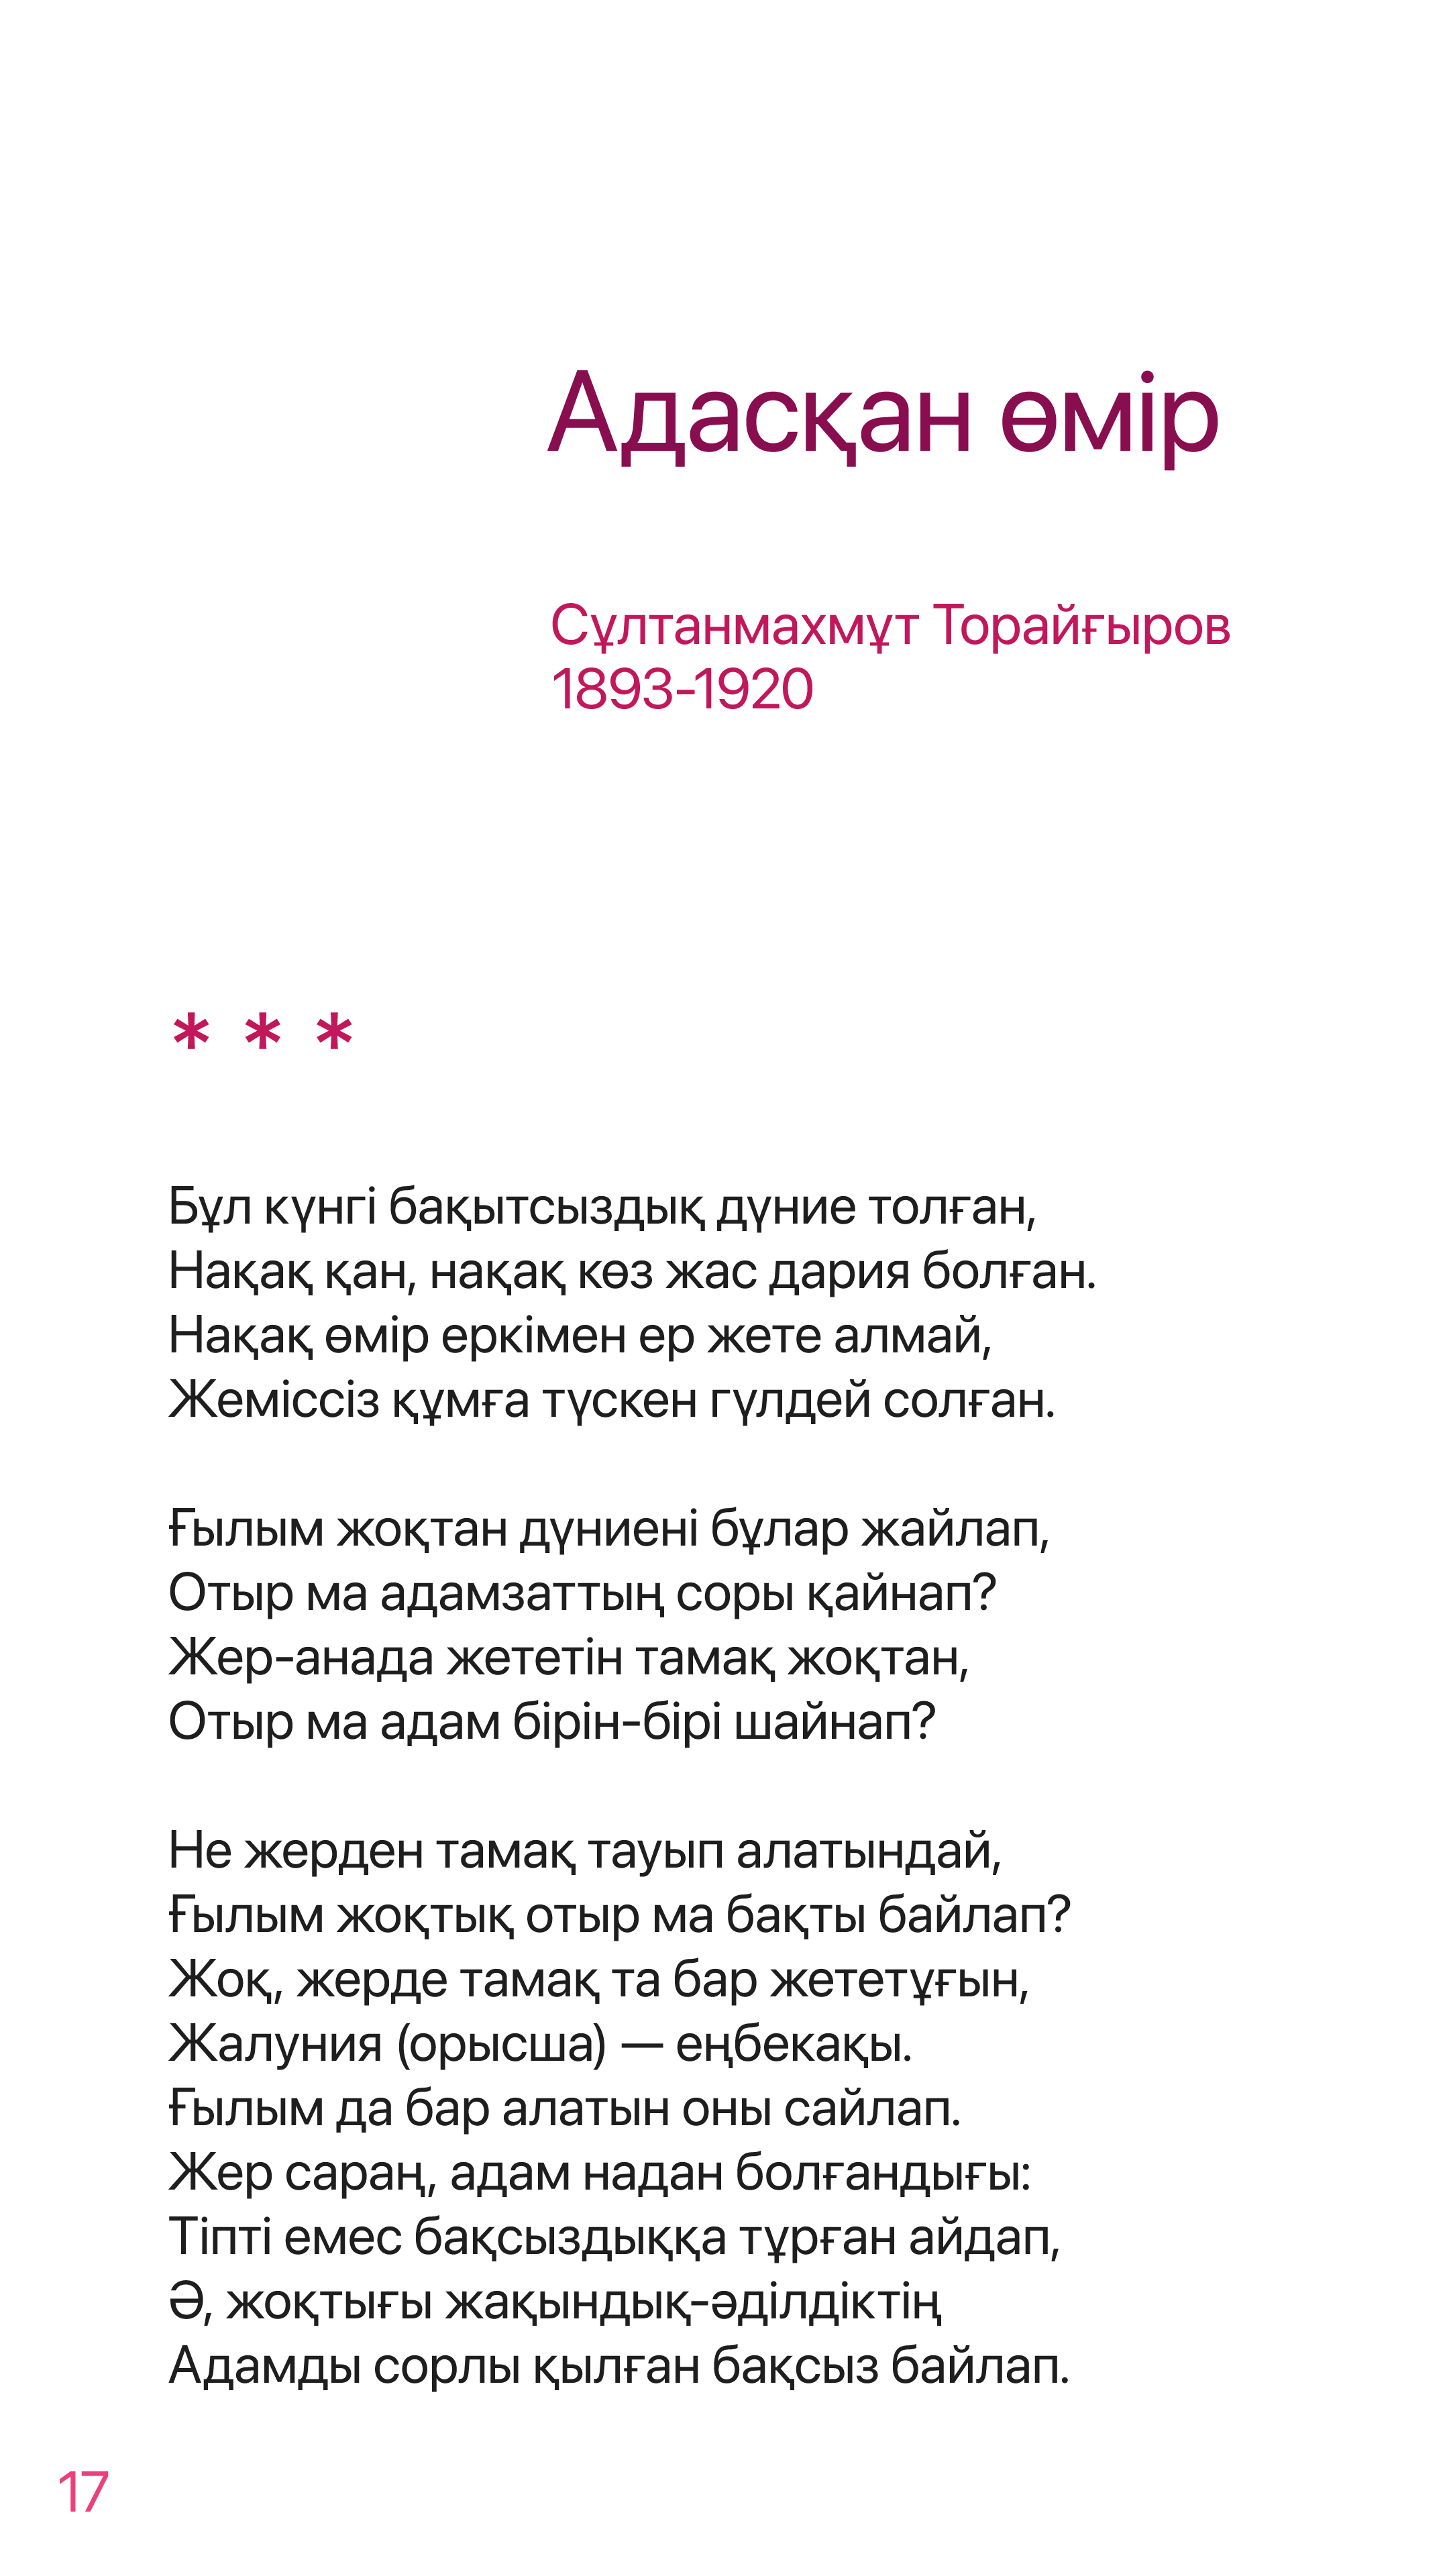 Адасқан өмір
Сұлтанмахмұт Торайғыров
1893-1920
* * *
Бұл күнгі бақытсыздық дүние толған,
Нақақ қан, нақақ көз жас дария болған.
Нақақ өмір еркімен ер жете алмай,
Жеміссіз құмға түскен гүлдей солған.
Ғылым жоқтан дүниені бұлар жайлап,
Отыр ма адамзаттың соры қайнап?
Жер-анада жететін тамақ жоқтан,
Отыр ма адам бірін-бірі шайнап?
Не жерден тамақ тауып алатындай,
Ғылым жоқтық отыр ма бақты байлап?
Жоқ, жерде тамақ та бар жететұғын,
Жалуния (орысша) — еңбекақы.
Ғылым да бар алатын оны сайлап.
Жер сараң, адам надан болғандығы:
Тіпті емес бақсыздыққа тұрған айдап,
Ә, жоқтығы жақындық-әділдіктің
Адамды сорлы қылған бақсыз байлап.
17